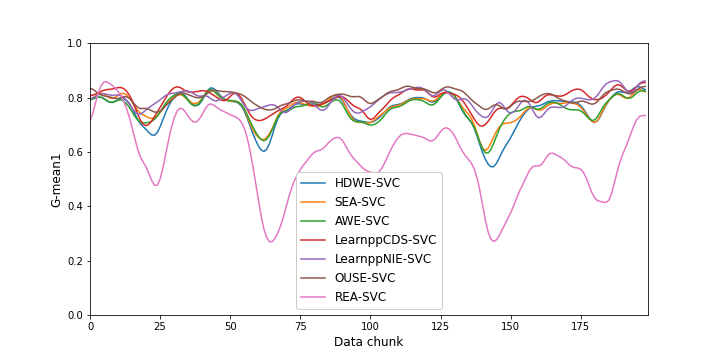 1.0
0.8
0.6
0.4
0.2
0.0
G-mean1
HDWE-SVC
SEA-SVC
AWE-SVC
LearnppCDS-SVC
LearnppNIE-SVC
OUSE-SVC
REA-SVC
0 25 50 75 100 125 150 175
Data chunk